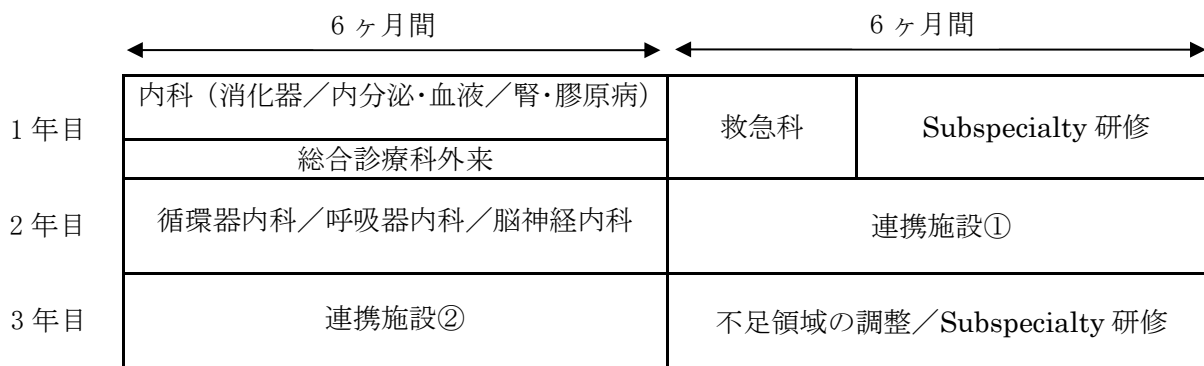 6ヶ月間 6ヶ月間
内科（消化器／内分泌・血液／腎・膠原病）
1年目 救急科 Subspecialty 研修
総合診療科外来
2年目 循環器内科／呼吸器内科／脳神経内科 連携施設①
3年目 連携施設② 不足領域の調整／Subspecialty 研修